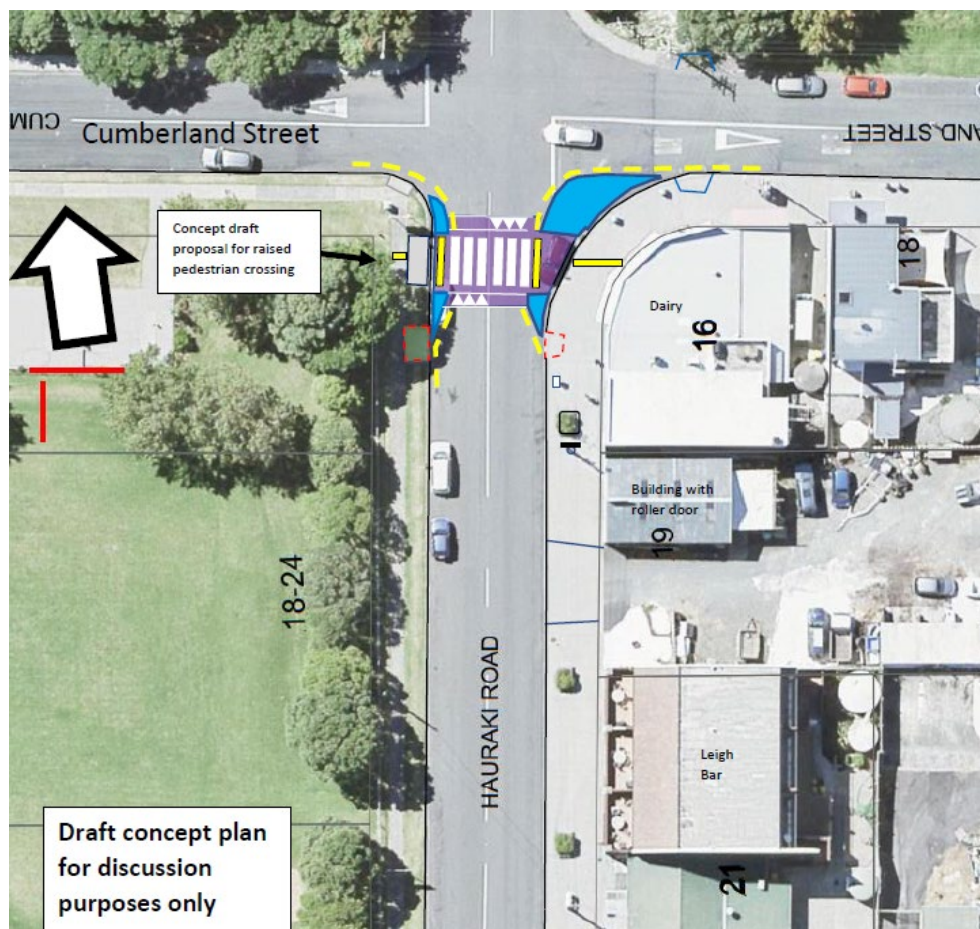 CUM
Cumberland Street
AND STREET
Concept draft
proposal for raised
pedestrian crossing
18
Dairy
16
Building with
roller door
19
18-24
HAURAKI ROAD
Leigh
Bar
21
Draft concept plan
for discussion
purposes only